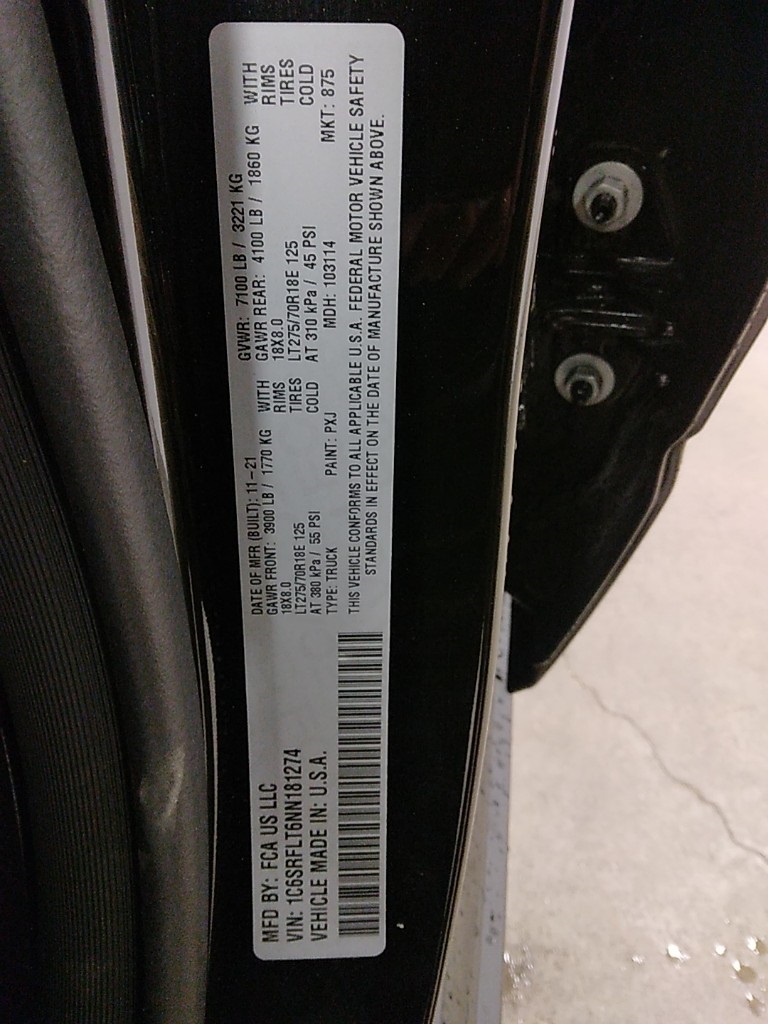 MFD BY: FCA US LLC
VIN: 1C6SRFLT6NN181274
VEHICLE MADE IN: U.S.A.
DATE OF MFR (BUILT): 11-21
GAWR FRONT: 3900 LB / 1770 KG WITH
18X8.0 RIMS
LT275/70R18E 125 TIRES
AT 380 kPa / 55 PSI COLD
GVWR: 7100 LB / 3221 KG
GAWR REAR: 4100 LB / 1860 KG WITH
18X8.0 RIMS
LT275/70R18E 125 TIRES
AT 310 kPa / 45 PSI COLD
TYPE: TRUCK PAINT: PXJ MDH: 103114 MKT: 875
THIS VEHICLE CONFORMS TO ALL APPLICABLE U.S.A. FEDERAL MOTOR VEHICLE SAFETY
STANDARDS IN EFFECT ON THE DATE OF MANUFACTURE SHOWN ABOVE.